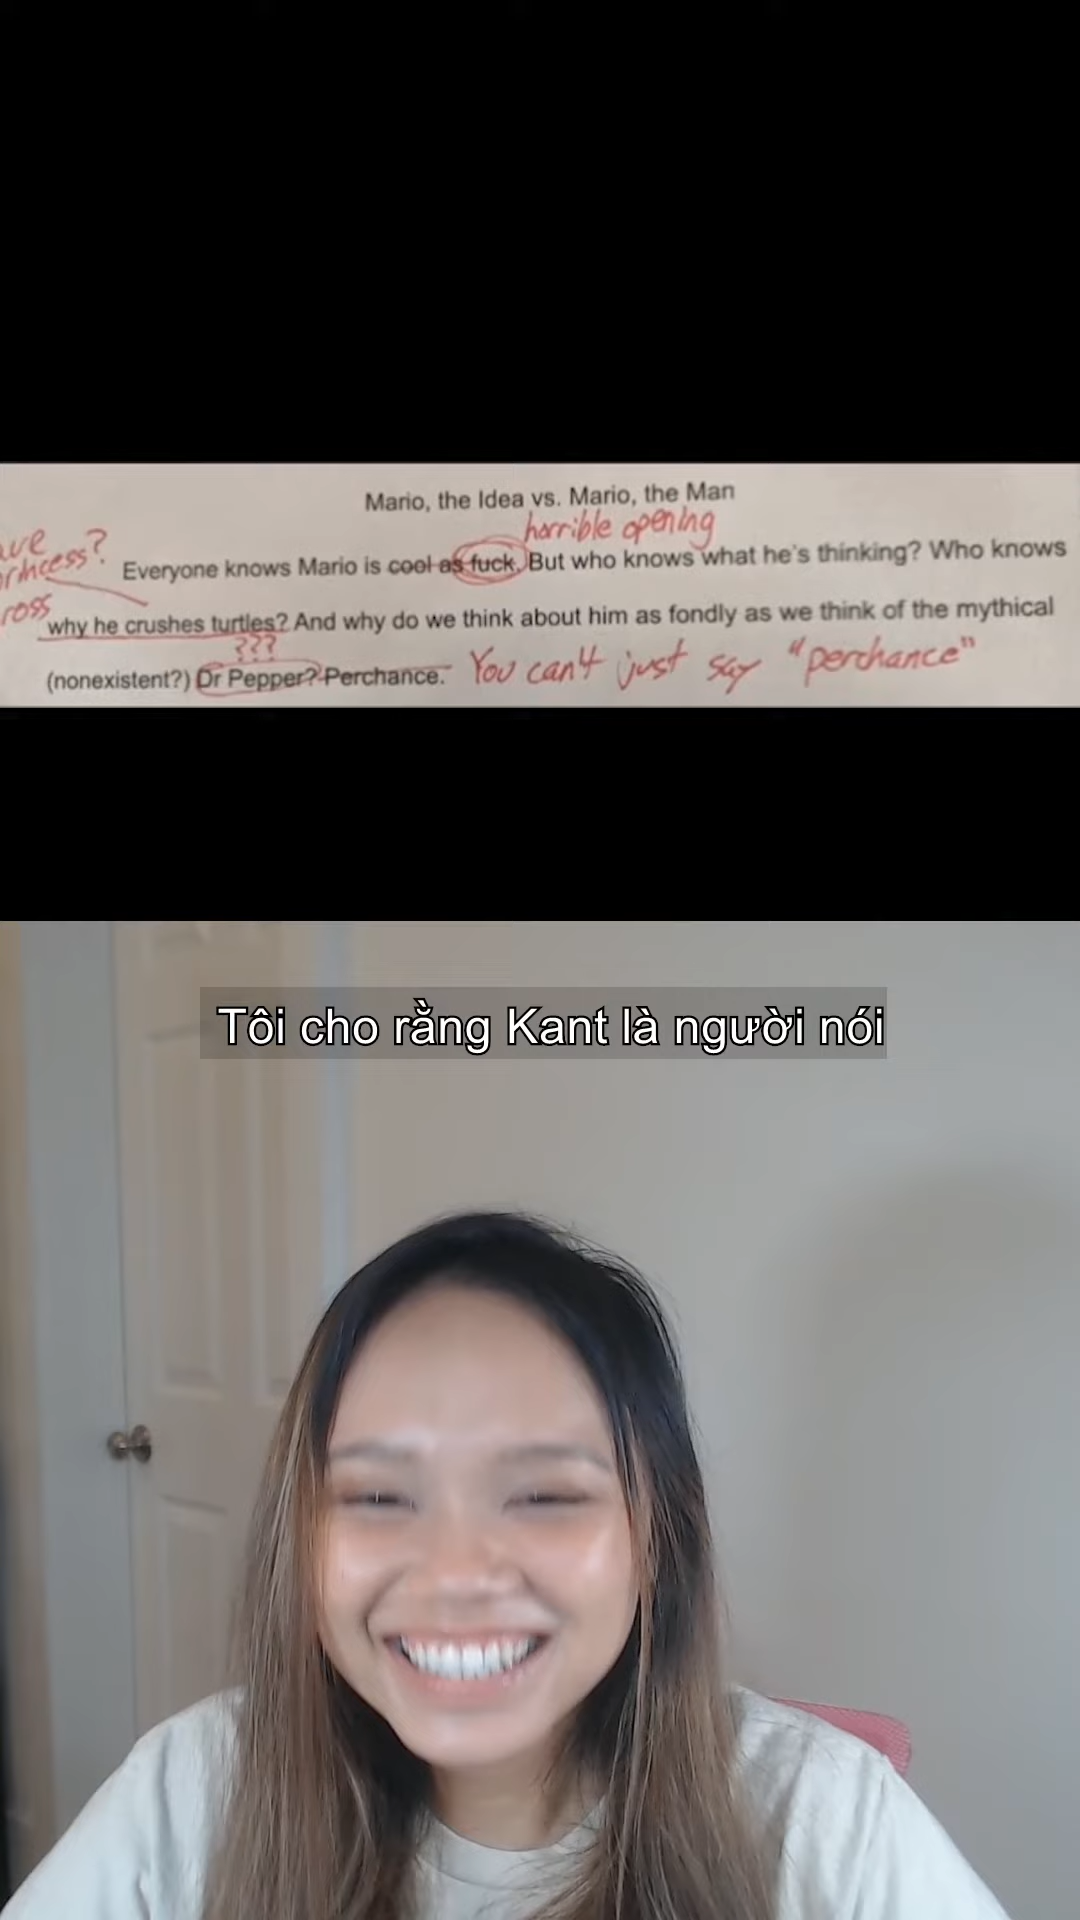 Mario, the Idea vs. Mario, the Man
horrible opening
Everyone knows Mario is cool as fuck. But who knows what he's thinking? Who knows
why he crushes turtles? And why do we think about him as fondly as we think of the mythical
???
(nonexistent?) Dr Pepper? Perchance. You can't just say "perchance"
Tôi cho rằng Kant là người nói